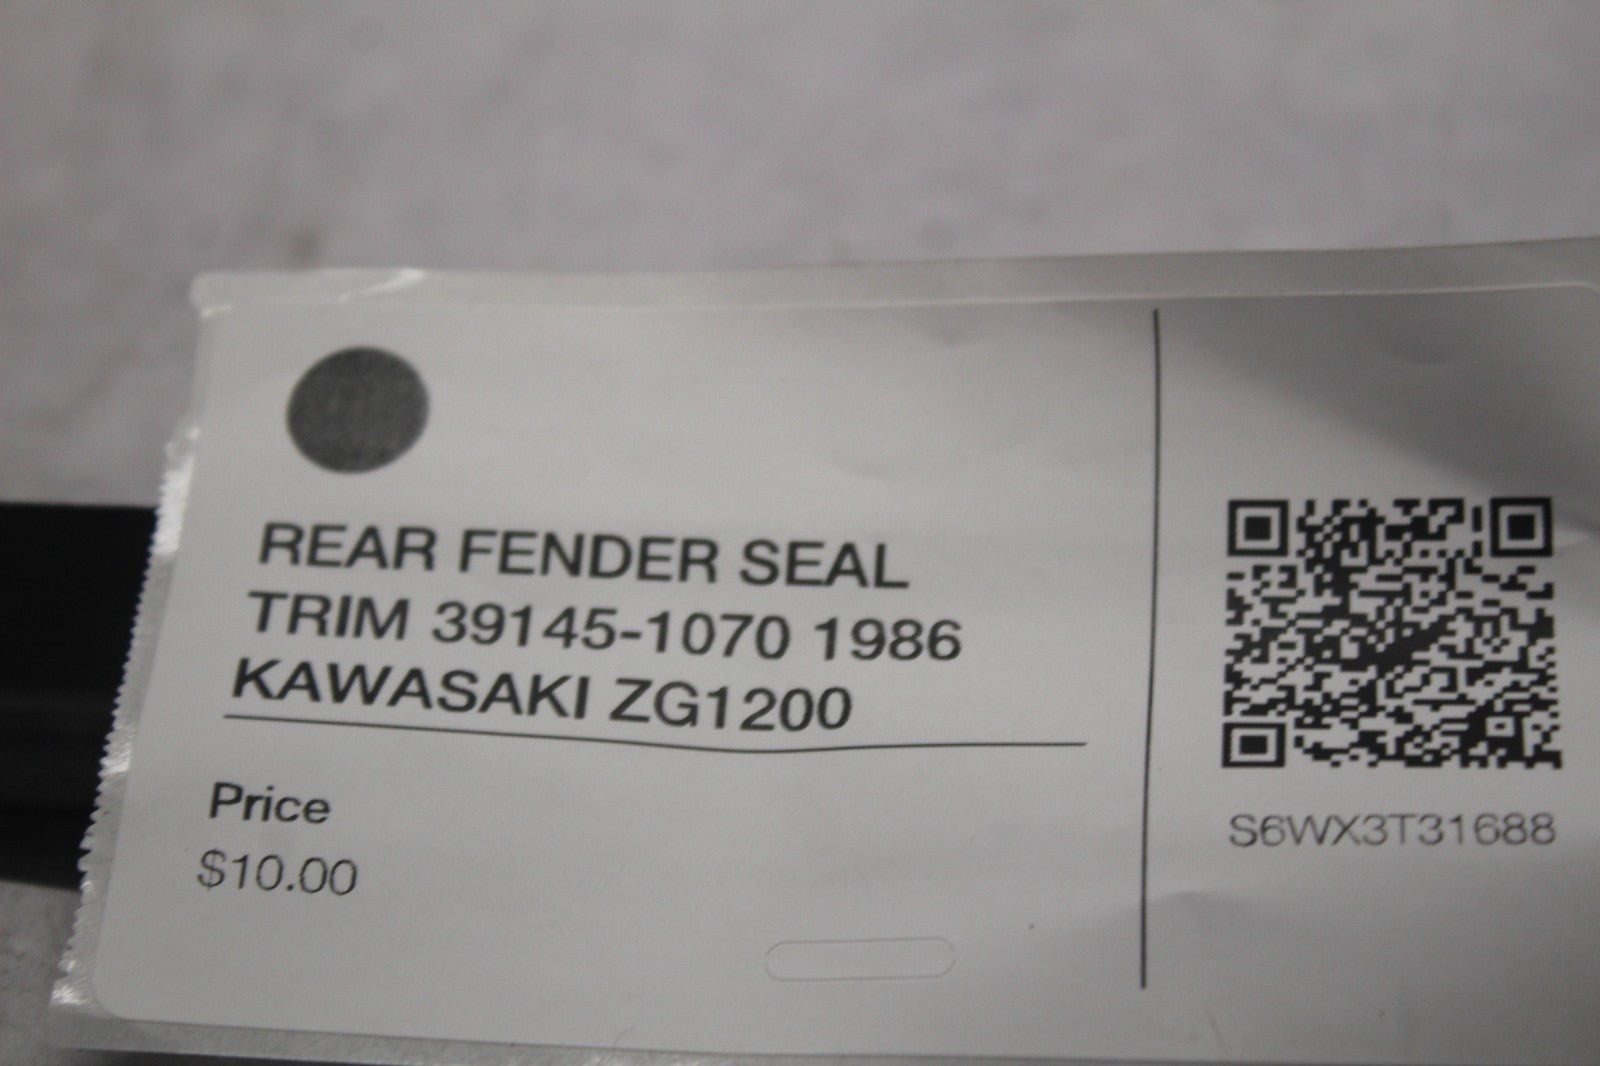 REAR FENDER SEAL
TRIM 39145-1070 1986
KAWASAKI ZG1200
Price
$10.00
S6WX3T31688